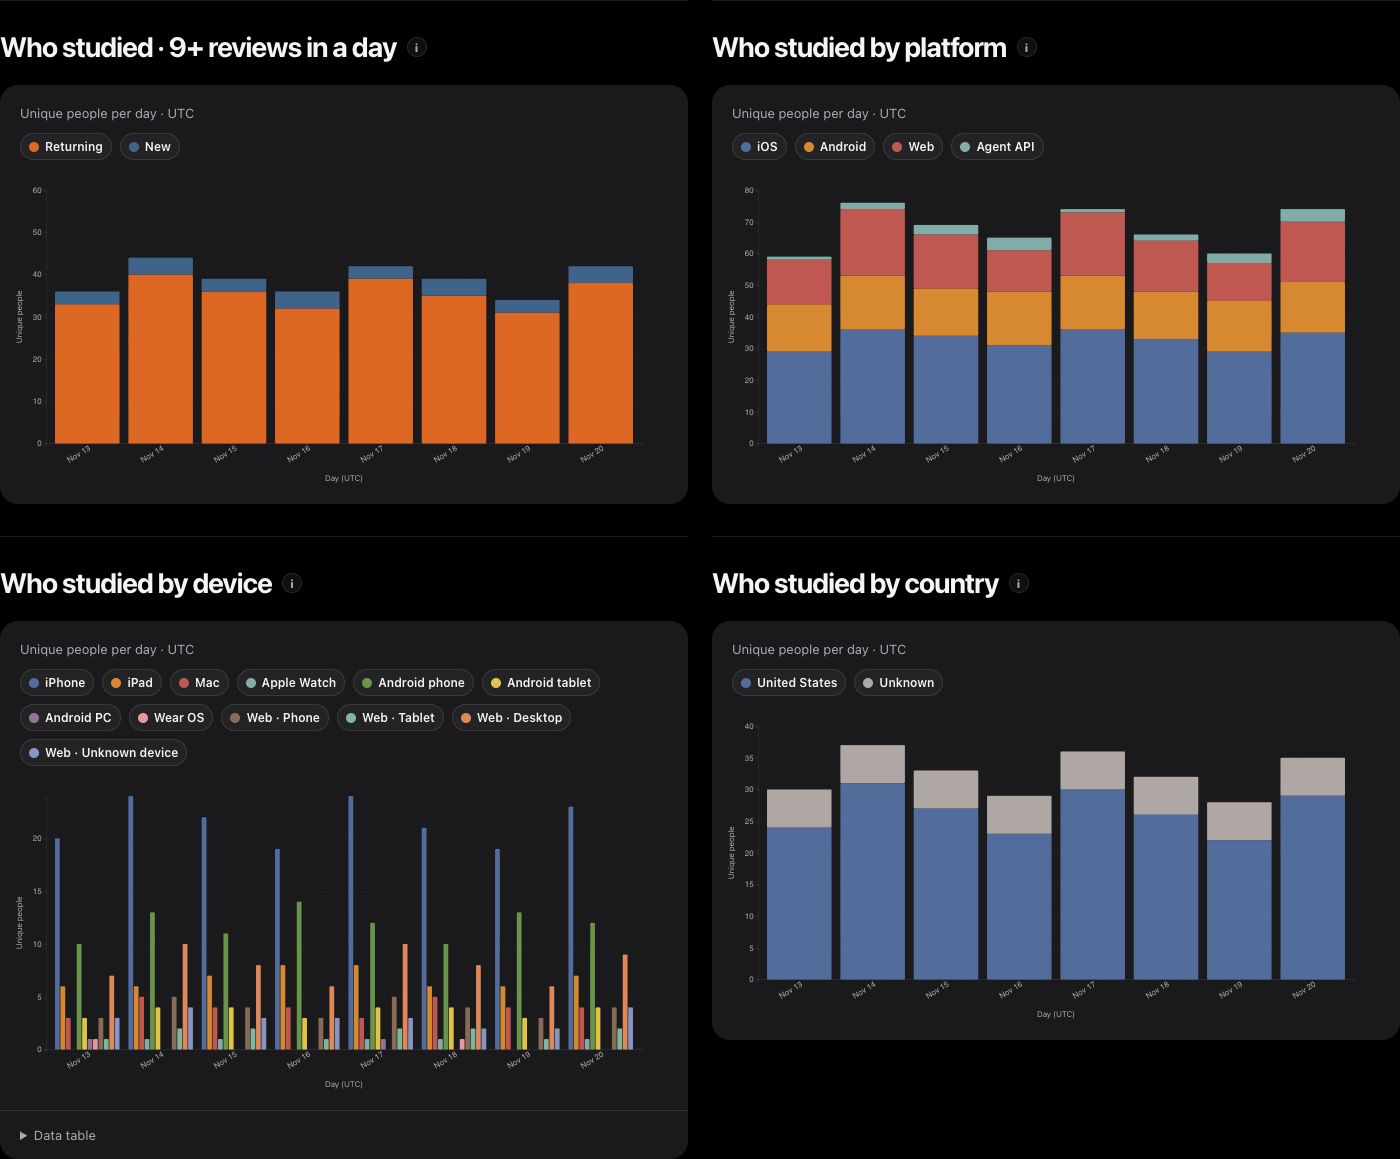 Who studied · 9+ reviews in a day i
Unique people per day · UTC
Returning New
60
50
40
30
20
10
0
Unique people
Nov 13 Nov 14 Nov 15 Nov 16 Nov 17 Nov 18 Nov 19 Nov 20
Day (UTC)
Who studied by platform i
Unique people per day · UTC
iOS Android Web Agent API
80
70
60
50
40
30
20
10
0
Unique people
Nov 13 Nov 14 Nov 15 Nov 16 Nov 17 Nov 18 Nov 19 Nov 20
Day (UTC)
Who studied by device i
Unique people per day · UTC
iPhone iPad Mac Apple Watch Android phone Android tablet
Android PC Wear OS Web · Phone Web · Tablet Web · Desktop
Web · Unknown device
20
15
10
5
0
Unique people
Nov 13 Nov 14 Nov 15 Nov 16 Nov 17 Nov 18 Nov 19 Nov 20
Day (UTC)
Data table
Who studied by country i
Unique people per day · UTC
United States Unknown
40
35
30
25
20
15
10
5
0
Unique people
Nov 13 Nov 14 Nov 15 Nov 16 Nov 17 Nov 18 Nov 19 Nov 20
Day (UTC)